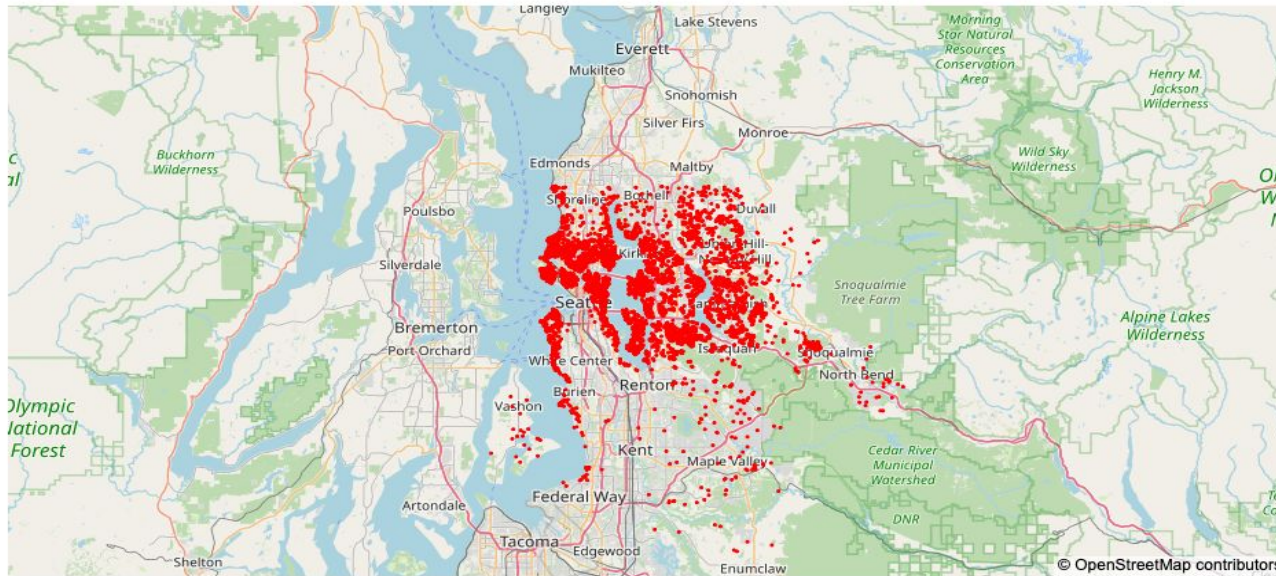 Langley
Lake Stevens
Everett
Morning
Star Natural
Resources
Conservation
Area
Mukilteo
Henry M.
Jackson
Wilderness
Snohomish
Silver Firs
Monroe
Buckhorn
Wilderness
Wild Sky
Wilderness
Edmonds
Maltby
Shoreline
Bothell
Duvall
Poulsbo
Silverdale
Hill
Seattle
Snoqualmie
Tree Farm
Alpine Lakes
Wilderness
Bremerton
Port Orchard
White Center
Issaquah
Snoqualmie
North Bend
Renton
Burien
Vashon
Olympic
National
Forest
Kent
Maple Valley
Cedar River
Municipal
Watershed
Federal Way
Artondale
DNR
Tacoma
Edgewood
Shelton
Enumclaw
© OpenStreetMap contributors